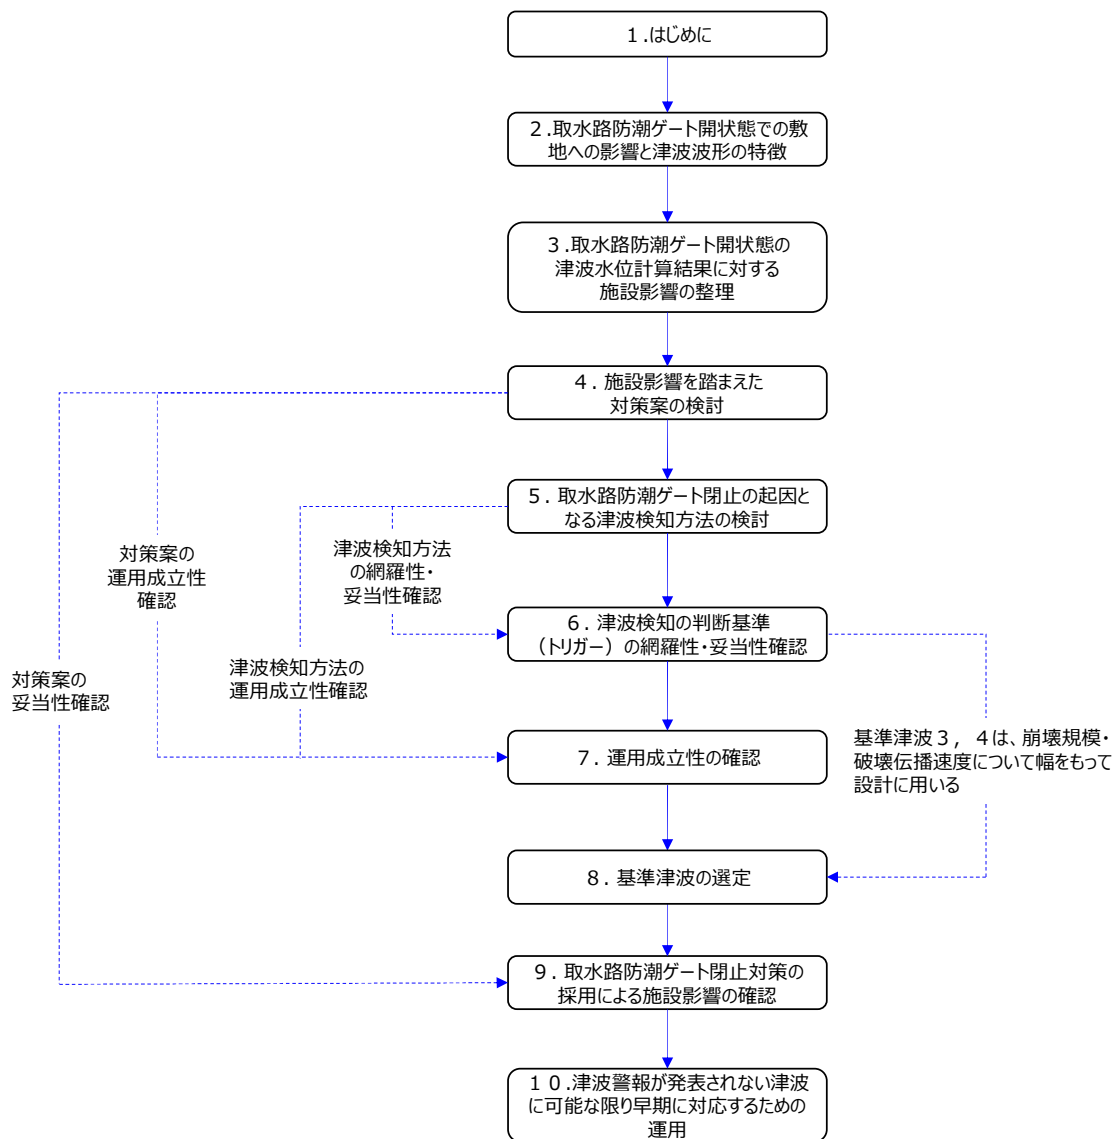 １.はじめに
２.取水路防潮ゲート開状態での敷
地への影響と津波波形の特徴
３.取水路防潮ゲート開状態の
津波水位計算結果に対する
施設影響の整理
４. 施設影響を踏まえた
対策案の検討
５. 取水路防潮ゲート閉止の起因と
なる津波検知方法の検討
津波検知方法
の網羅性・
妥当性確認
対策案の
運用成立性
確認
６. 津波検知の判断基準
（トリガー）の網羅性・妥当性確認
津波検知方法の
運用成立性確認
対策案の
妥当性確認
７. 運用成立性の確認
基準津波３，４は、崩壊規模・
破壊伝播速度について幅をもって
設計に用いる
８. 基準津波の選定
９. 取水路防潮ゲート閉止対策の
採用による施設影響の確認
１０.津波警報が発表されない津波
に可能な限り早期に対応するための
運用